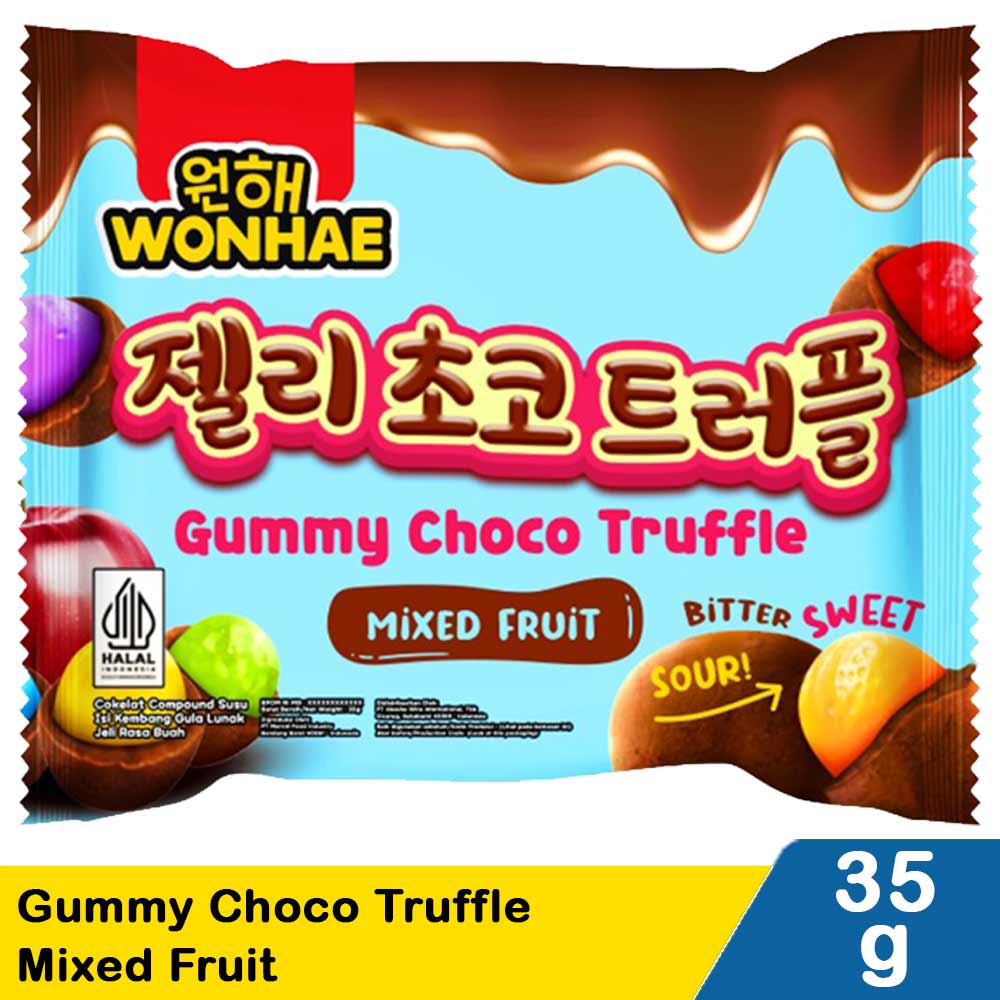 원해
WONHAE
젤리 초코 트러플
Gummy Choco Truffle
MiXED FRUiT
BiTTER SWEET
SOUR!
HALAL
INDONESIA
Cokelat Compound Susu
Isi Kembang Gula Lunak
Jeli Rasa Buah
Gummy Choco Truffle
Mixed Fruit
35
g